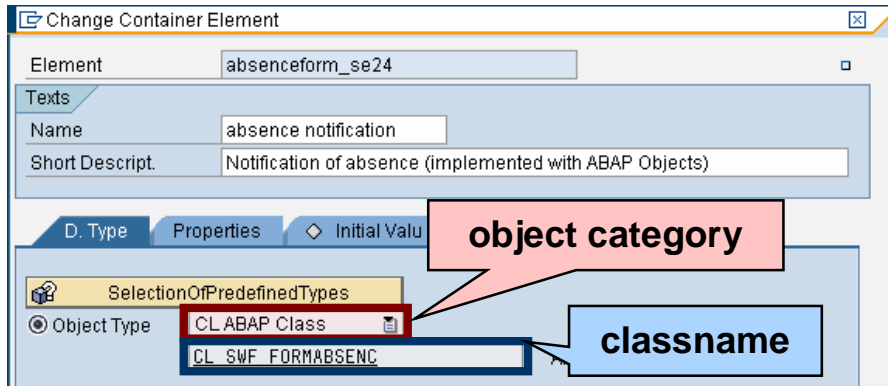 Change Container Element
Element absenceform_se24
Texts
Name absence notification
Short Descript. Notification of absence (implemented with ABAP Objects)
D. Type Properties Initial Valu
object category
SelectionOfPredefinedTypes
Object Type CL ABAP Class
CL_SWF_FORMABSENC
classname